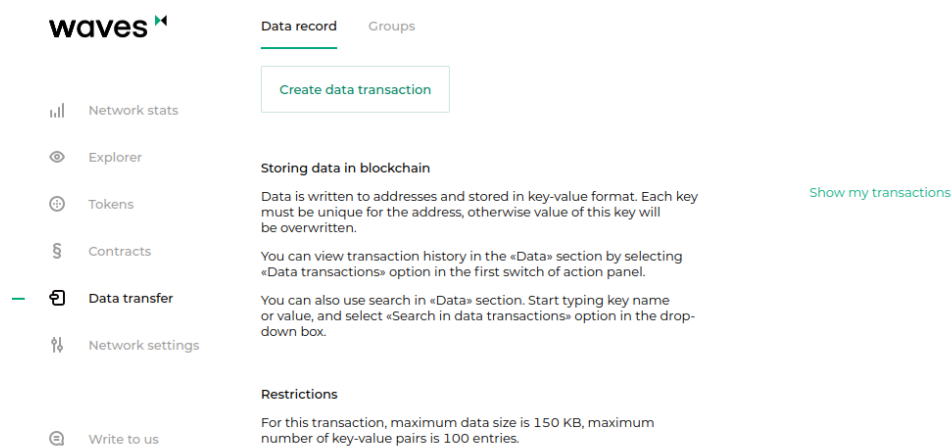 waves
Data record
Groups
Create data transaction
Network stats
Explorer
Tokens
Contracts
Data transfer
Network settings
Write to us
Storing data in blockchain
Data is written to addresses and stored in key-value format. Each key
must be unique for the address, otherwise value of this key will
be overwritten.
You can view transaction history in the «Data» section by selecting
«Data transactions» option in the first switch of action panel.
You can also use search in «Data» section. Start typing key name
or value, and select «Search in data transactions» option in the drop-
down box.
Show my transactions
Restrictions
For this transaction, maximum data size is 150 KB, maximum
number of key-value pairs is 100 entries.